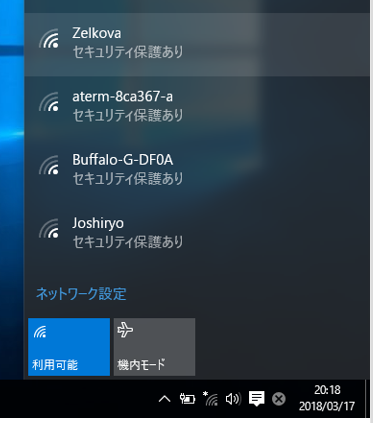 Zelkova
セキュリティ保護あり
aterm-8ca367-a
セキュリティ保護あり
Buffalo-G-DF0A
セキュリティ保護あり
Joshiryo
セキュリティ保護あり
ネットワーク設定
利用可能
機内モード
20:18
2018/03/17